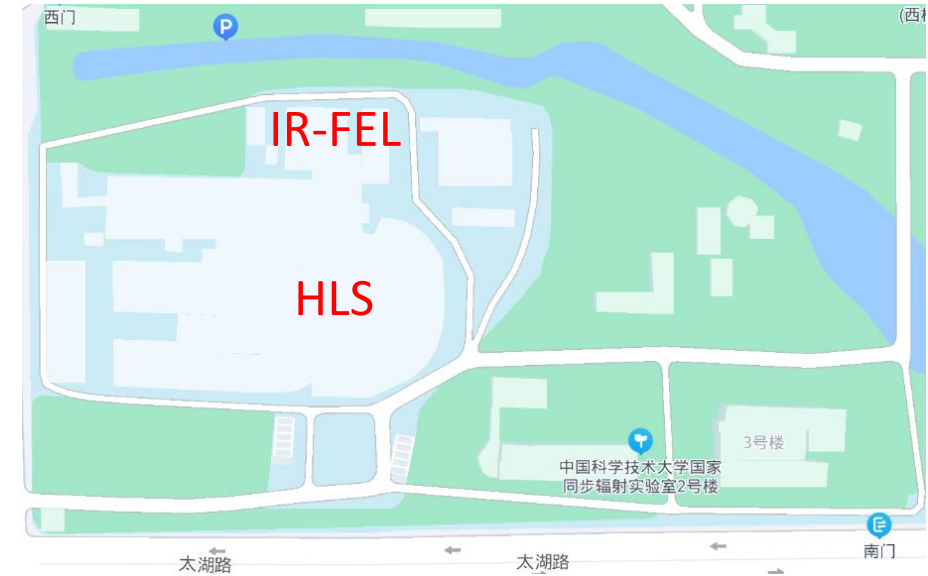 西门
P
(西
IR-FEL
HLS
3号楼
中国科学技术大学国家
同步辐射实验室2号楼
南门
太湖路
太湖路